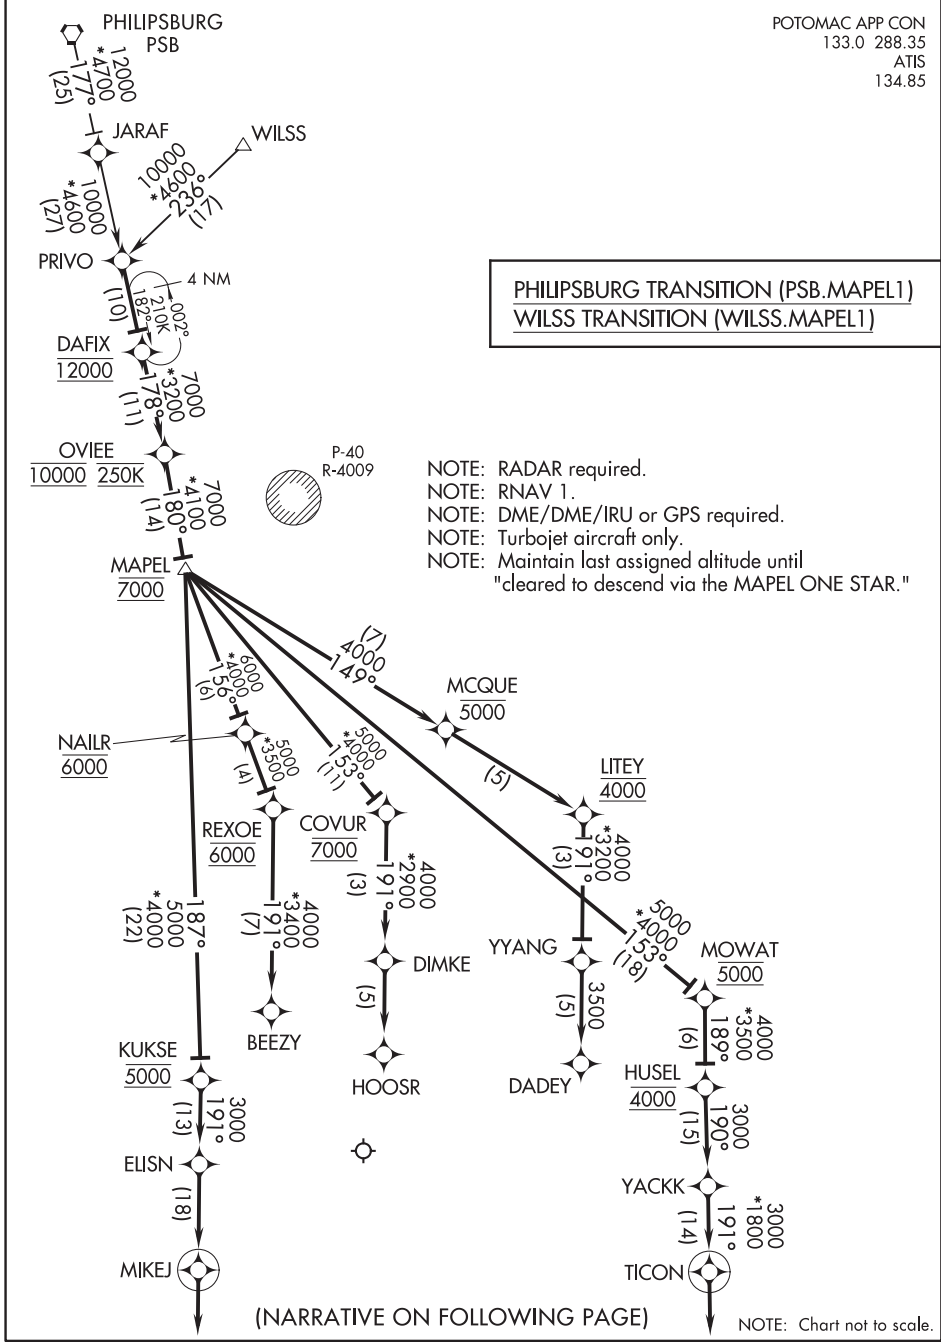 PHILIPSBURG
PSB
POTOMAC APP CON
133.0 288.35
ATIS
134.85
12000
*4700
177°
(25)
JARAF
WILSS
10000
*4600
236°
(17)
10000
*4600
(27)
PRIVO
4 NM
(10)
182°
210K
002°
DAFIX
12000
PHILIPSBURG TRANSITION (PSB.MAPEL1)
WILSS TRANSITION (WILSS.MAPEL1)
7000
*3200
178°
(11)
OVIEE
10000 250K
P-40
R-4009
7000
*4100
180°
(14)
NOTE: RADAR required.
NOTE: RNAV 1.
NOTE: DME/DME/IRU or GPS required.
NOTE: Turbojet aircraft only.
NOTE: Maintain last assigned altitude until
"cleared to descend via the MAPEL ONE STAR."
MAPEL
7000
(7)
4000
149°
6000
*4000
156°
(6)
MCQUE
5000
NAILR
6000
5000
*3500
(4)
5000
*4000
153°
(11)
(5)
LITEY
4000
REXOE
6000
COVUR
7000
4000
*3200
191°
(3)
187°
5000
*4000
(22)
4000
*3400
191°
(7)
4000
*2900
191°
(3)
5000
*4000
153°
(18)
MOWAT
5000
YYANG
DIMKE
3500
(5)
(5)
4000
*3500
189°
(6)
BEEZY
KUKSE
5000
HOOSR
DADEY
HUSEL
4000
3000
191°
(13)
3000
190°
(15)
ELISN
YACKK
(18)
3000
*1800
191°
(14)
MIKEJ
TICON
(NARRATIVE ON FOLLOWING PAGE)
NOTE: Chart not to scale.